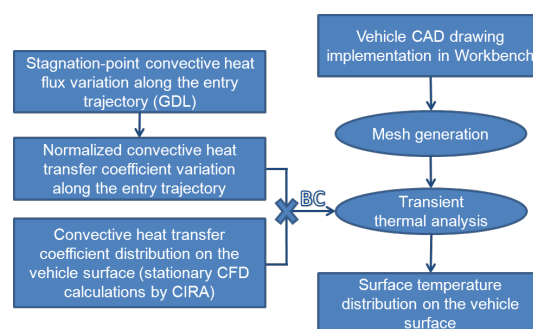 Stagnation-point convective heat
flux variation along the entry
trajectory (GDL)
Normalized convective heat
transfer coefficient variation
along the entry trajectory
Convective heat transfer
coefficient distribution on the
vehicle surface (stationary CFD
calculations by CIRA)
BC
Vehicle CAD drawing
implementation in Workbench
Mesh generation
Transient
thermal analysis
Surface temperature
distribution on the vehicle
surface